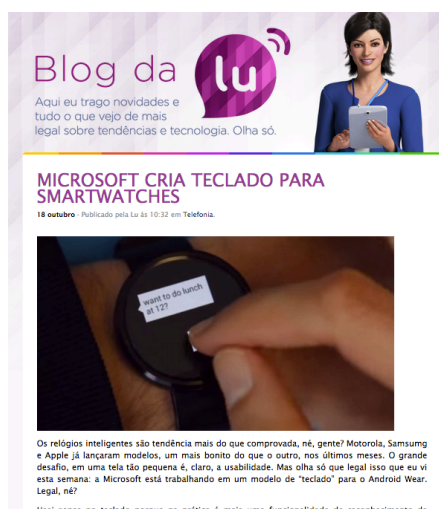 Blog da lu
Aqui eu trago novidades e
tudo o que vejo de mais
legal sobre tendências e tecnologia. Olha só.
MICROSOFT CRIA TECLADO PARA
SMARTWATCHES
18 outubro - Publicado pela Lu às 10:32 em Telefonia.
want to do lunch
at 12?
Os relógios inteligentes são tendência mais do que comprovada, né, gente? Motorola, Samsumg
e Apple já lançaram modelos, um mais bonito do que o outro, nos últimos meses. O grande
desafio, em uma tela tão pequena é, claro, a usabilidade. Mas olha só que legal isso que eu vi
esta semana: a Microsoft está trabalhando em um modelo de "teclado" para o Android Wear.
Legal, né?